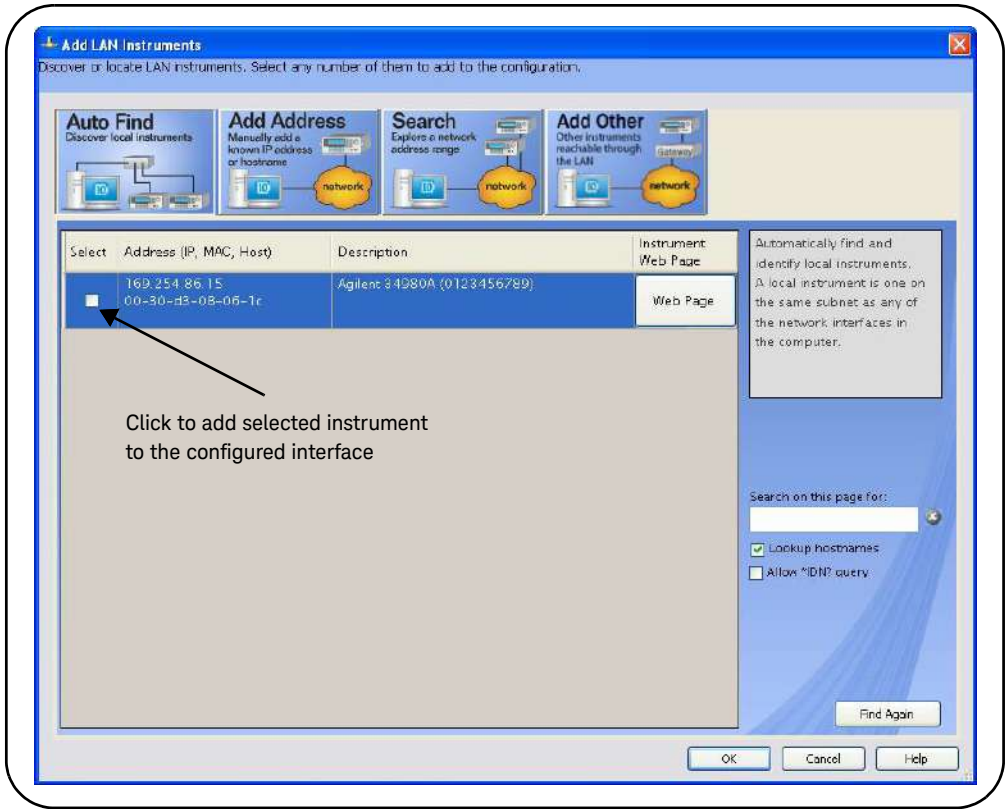 Add LAN Instruments
Discover or locate LAN instruments. Select any number of them to add to the configuration.
Auto Find
Discover local instruments
Add Address
Manually add a
known IP address
or hostname
network
Search
Explore a network
address range
network
Add Other
Other instruments
reachable through
the LAN
Gateway
network
Select
Address (IP, MAC, Host)
Description
Instrument
Web Page
169.254.86.15
00-30-d3-08-06-1c
Agilent 34980A (0123456789)
Web Page
Automatically find and
identify local instruments.
A local instrument is one on
the same subnet as any of
the network interfaces in
the computer.
Click to add selected instrument
to the configured interface
Search on this page for:
Lookup hostnames
Allow *IDN? query
Find Again
OK
Cancel
Help